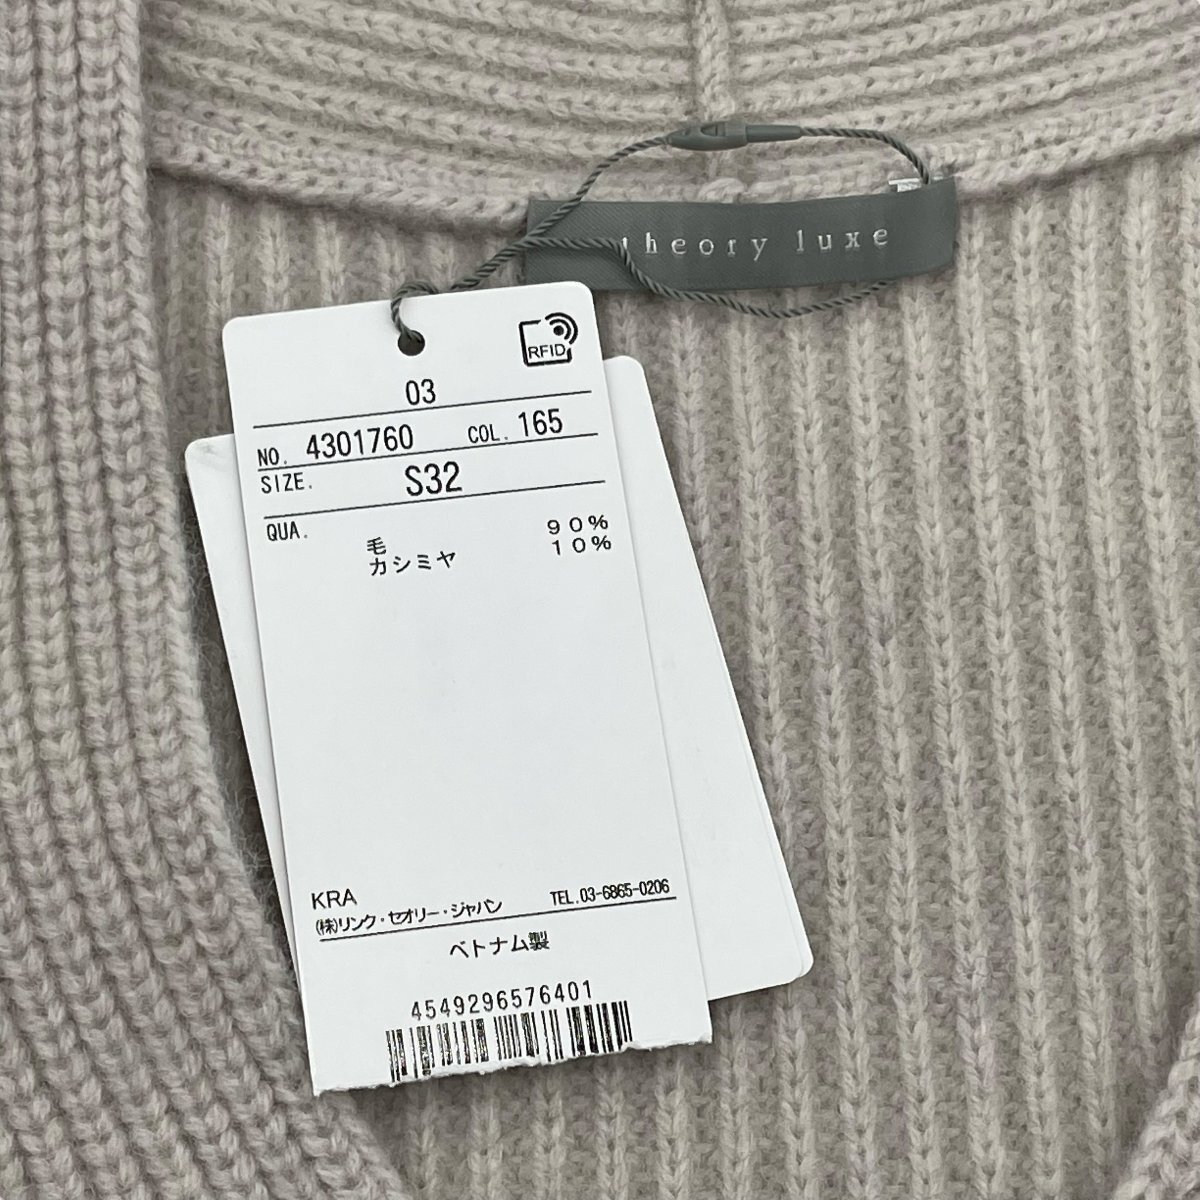 theory luxe
RFID
03
NO. 4301760 COL. 165
SIZE. S32
QUA. 毛 90%
カシミヤ 10%
KRA
(株)リンク・セオリー・ジャパン TEL.03-6865-0206
ベトナム製
4549296576401